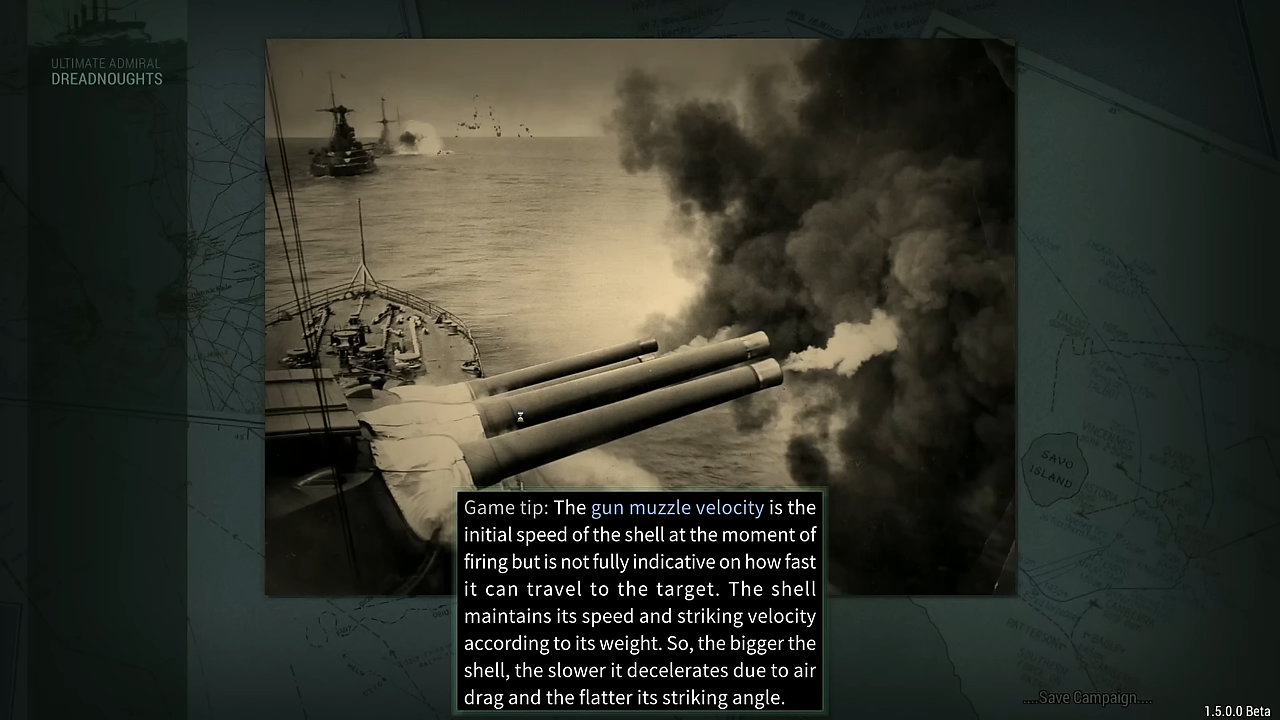 ULTIMATE ADMIRAL
DREADNOUGHTS
SAVO
ISLAND
Game tip: The gun muzzle velocity is the
initial speed of the shell at the moment of
firing but is not fully indicative on how fast
it can travel to the target. The shell
maintains its speed and striking velocity
according to its weight. So, the bigger the
shell, the slower it decelerates due to air
drag and the flatter its striking angle.
....Save Campaign....
1.5.0.0 Beta